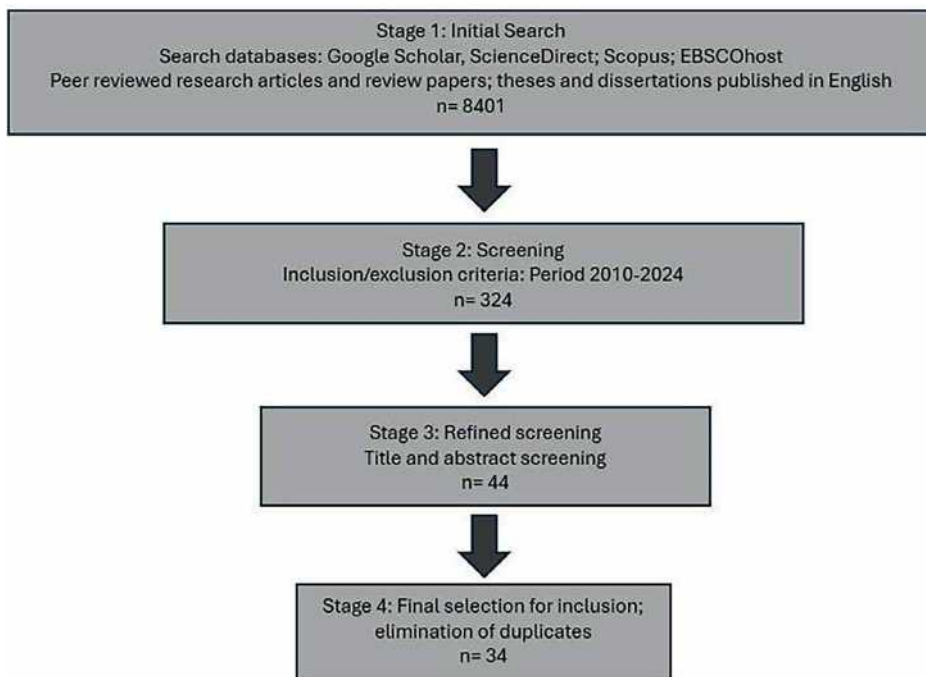 Stage 1: Initial Search
Search databases: Google Scholar, ScienceDirect; Scopus; EBSCOhost
Peer reviewed research articles and review papers; theses and dissertations published in English
n= 8401
Stage 2: Screening
Inclusion/exclusion criteria: Period 2010-2024
n= 324
Stage 3: Refined screening
Title and abstract screening
n= 44
Stage 4: Final selection for inclusion;
elimination of duplicates
n= 34